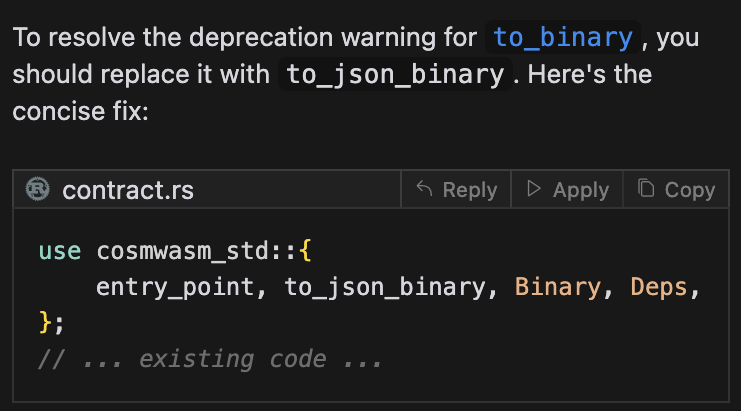 To resolve the deprecation warning for to_binary, you
should replace it with to_json_binary. Here's the
concise fix:
contract.rs Reply Apply Copy
use cosmwasm_std::{
    entry_point, to_json_binary, Binary, Deps,
};
// ... existing code ...